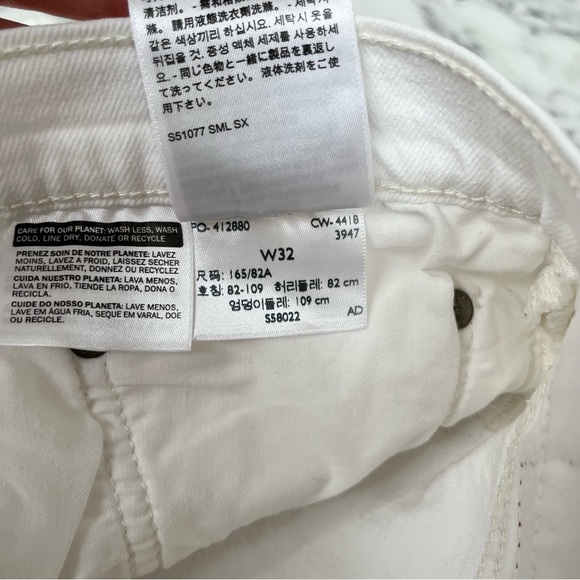 清洁剂。-需和相
滌。請用液態洗衣劑洗滌。-세탁시
같은 색상끼리 하십시요. 세탁시 옷을
뒤집을 것. 중성 액체 세제를 사용하십
오.-同じ色物と一緒に製品を裏返し
て洗ってください。液体洗剤をご使
用下さい。
S51077 SML SX
CARE FOR OUR PLANET: WASH LESS, WASH
COLD, LINE DRY, DONATE OR RECYCLE
PRENEZ SOIN DE NOTRE PLANETE: LAVEZ
MOINS, LAVEZ A FROID, LAISSEZ SECHER
NATURELLEMENT, DONNEZ OU RECYCLEZ.
CUIDA NUESTRO PLANETA: LAVA MENOS,
LAVA EN FRIO, TIENDE AL SOL, DONA
O RECICLA.
CUIDE DO NOSSO PLANETA: LAVE MENOS,
LAVE EM ÁGUA FRIA, SEQUE EM VARAL, DOE
OU RECICLE.
PO- 412880 CW- 4418
3947
W32
尺码: 165/82A
호칭: 82-109 허리둘레: 82 cm
엉덩이둘레: 109 cm
S58022 AD